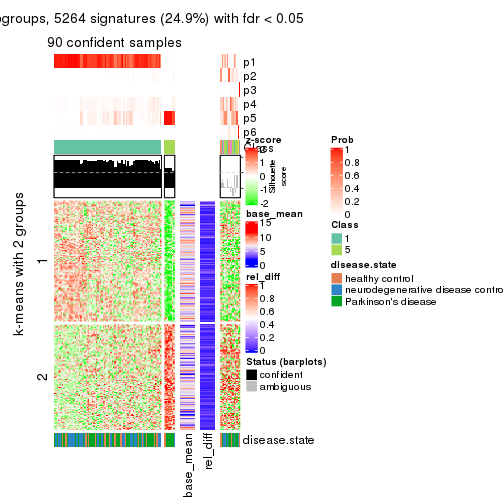 ogroups, 5264 signatures (24.9%) with fdr < 0.05
90 confident samples
p1
p2
p3
p4
p5
p6
Class
Silhouette
score
k-means with 2 groups
1
2
base_mean
rel_diff
disease.state
z-score
2
1
0
-1
-2
base_mean
15
10
5
0
rel_diff
1
0.8
0.6
0.4
0.2
0
Status (barplots)
confident
ambiguous
Prob
1
0.8
0.6
0.4
0.2
0
Class
1
5
disease.state
healthy control
neurodegenerative disease contro
Parkinson's disease